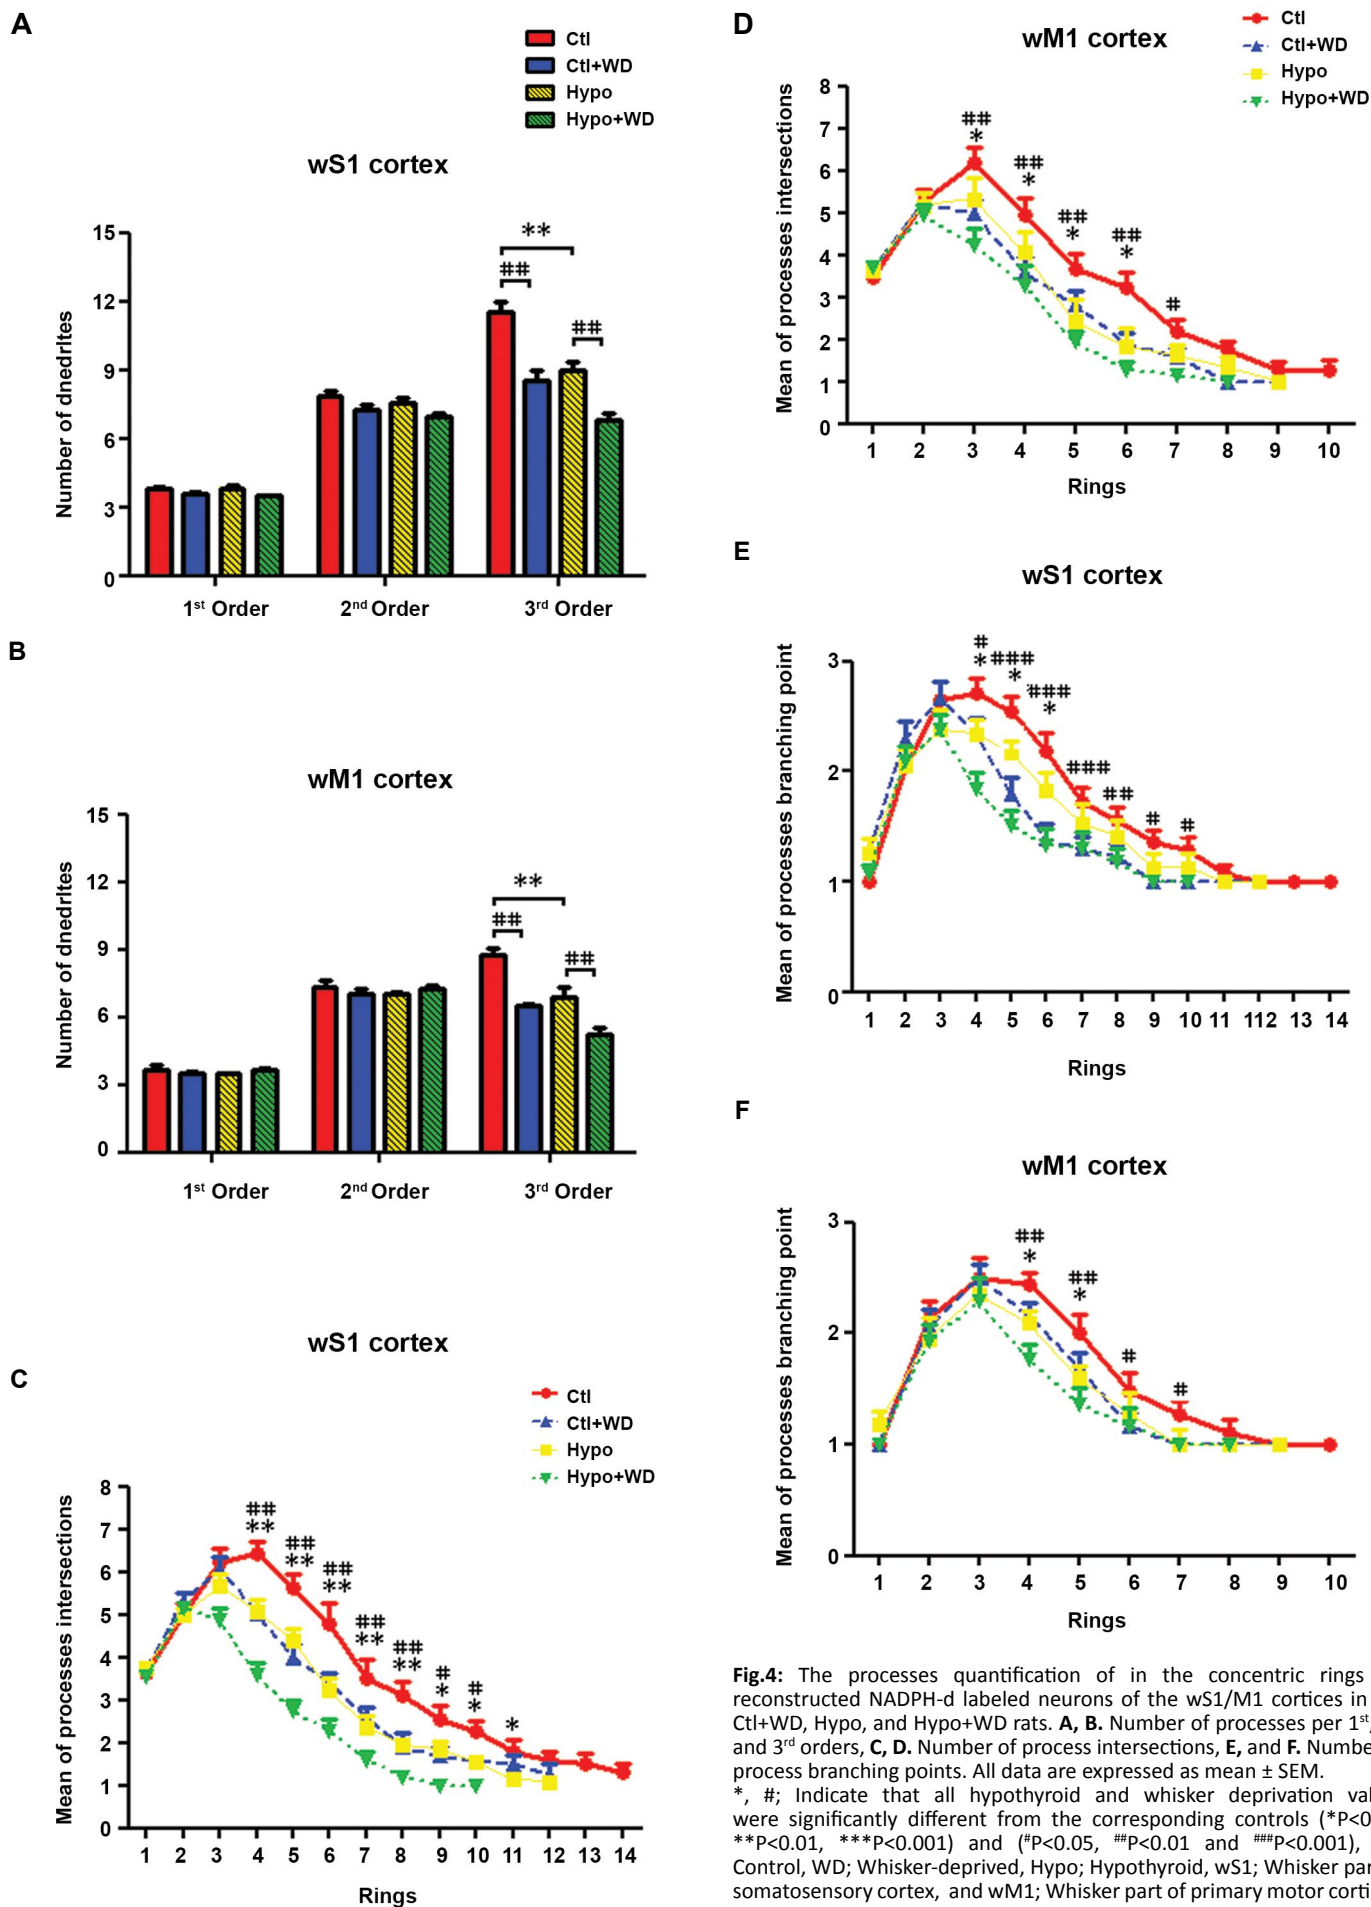 A
Ctl
Ctl+WD
Hypo
Hypo+WD
wS1 cortex
Number of dnedrltes
15
12
9
6
3
0
**
##
##
1st Order
2nd Order
3rd Order
B
wM1 cortex
Number of dnedrltes
15
12
9
6
3
0
**
##
##
1st Order
2nd Order
3rd Order
wS1 cortex
C
Ctl
Ctl+WD
Hypo
Hypo+WD
Mean of processes intersections
8
7
6
5
4
3
2
1
##
**
##
**
##
**
##
**
##
**
#
*
#
*
*
1 2 3 4 5 6 7 8 9 10 11 12 13 14
Rings
D
wM1 cortex
Ctl
Ctl+WD
Hypo
Hypo+WD
Mean of processes intersections
8
7
6
5
4
3
2
1
0
##
*
##
*
##
*
##
*
#
1 2 3 4 5 6 7 8 9 10
Rings
E
wS1 cortex
Mean of processes branching point
3
2
1
0
#
*
###
*
###
*
###
##
#
#
1 2 3 4 5 6 7 8 9 10 11 112 13 14
Rings
F
wM1 cortex
Mean of processes branching point
3
2
1
0
##
*
##
*
#
#
1 2 3 4 5 6 7 8 9 10
Rings
Fig.4: The processes quantification of in the concentric rings
reconstructed NADPH-d labeled neurons of the wS1/M1 cortices in
Ctl+WD, Hypo, and Hypo+WD rats. A, B. Number of processes per 1st,
and 3rd orders, C, D. Number of process intersections, E, and F. Numbe
process branching points. All data are expressed as mean ± SEM.
*, #; Indicate that all hypothyroid and whisker deprivation val
were significantly different from the corresponding controls (*P<0
**P<0.01, ***P<0.001) and (#P<0.05, ##P<0.01 and ###P<0.001),
Control, WD; Whisker-deprived, Hypo; Hypothyroid, wS1; Whisker par
somatosensory cortex, and wM1; Whisker part of primary motor corti